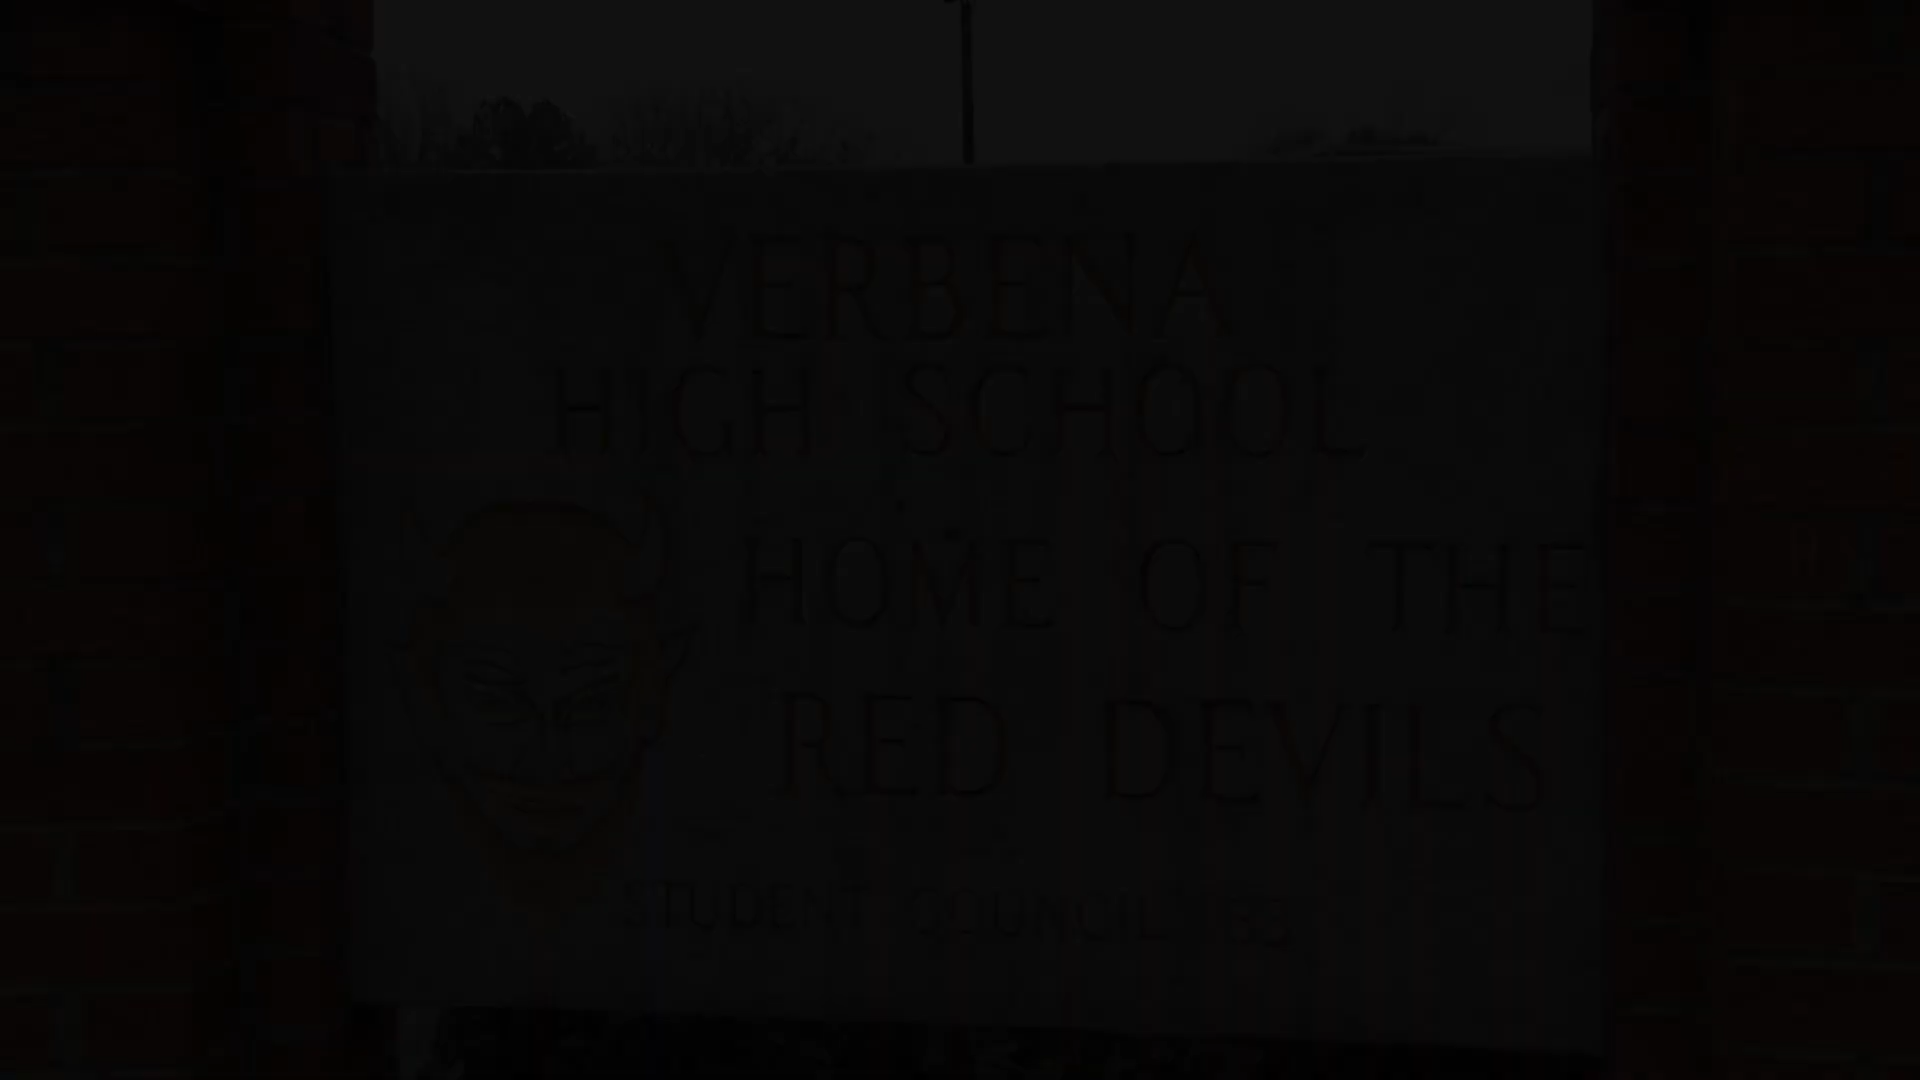 VERBENA
HIGH SCHOOL
HOME OF THE
RED DEVILS
STUDENT COUNCIL